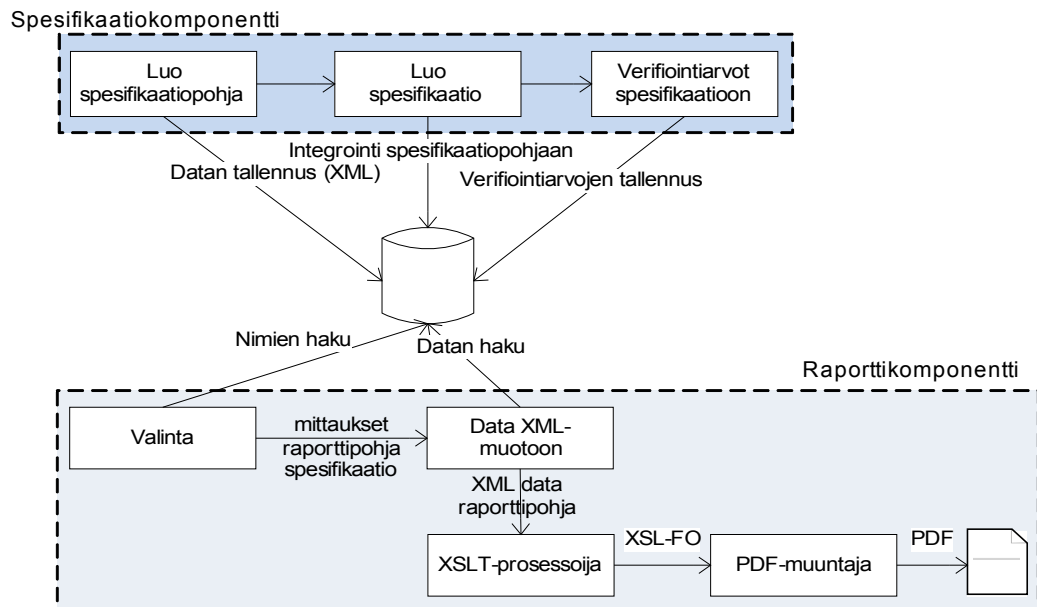 Spesifikaatiokomponentti
Luo
spesifikaatiopohja
Luo
spesifikaatio
Verifiointiarvot
spesifikaatioon
Integrointi spesifikaatiopohjaan
Datan tallennus (XML)
Verifiointiarvojen tallennus
Nimien haku
Datan haku
Raporttikomponentti
Valinta
mittaukset
raporttipohja
spesifikaatio
Data XML-
muotoon
XML data
raporttipohja
XSLT-prosessoija
XSL-FO
PDF-muuntaja
PDF